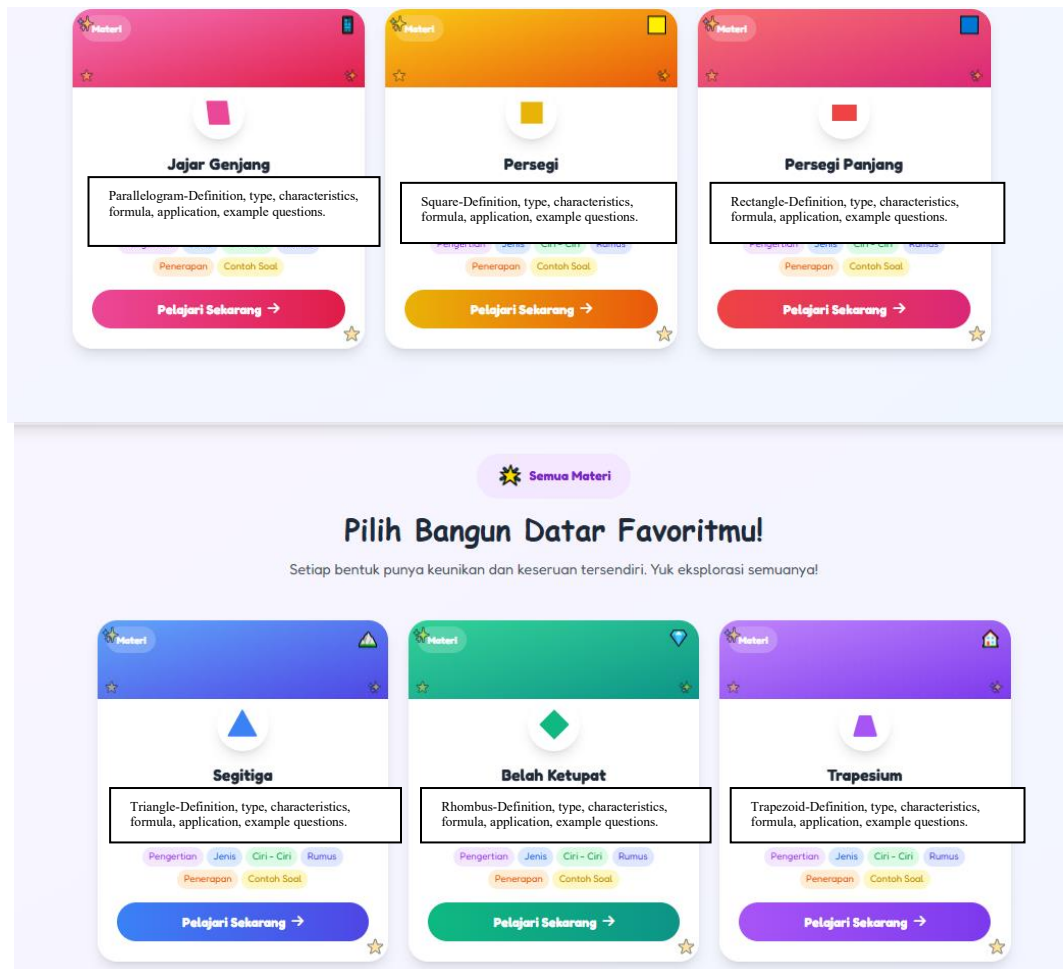 Materi
Materi
Materi
Jajar Genjang
Persegi
Persegi Panjang
Parallelogram-Definition, type, characteristics,
formula, application, example questions.
Square-Definition, type, characteristics,
formula, application, example questions.
Rectangle-Definition, type, characteristics,
formula, application, example questions.
Pengertian Jenis Ciri - Ciri Rumus
Pengertian Jenis Ciri - Ciri Rumus
Penerapan Contoh Soal
Penerapan Contoh Soal
Penerapan Contoh Soal
Pelajari Sekarang →
Pelajari Sekarang →
Pelajari Sekarang →
Semua Materi
Pilih Bangun Datar Favoritmu!
Setiap bentuk punya keunikan dan keseruan tersendiri. Yuk eksplorasi semuanya!
Materi
Materi
Materi
Segitiga
Belah Ketupat
Trapesium
Triangle-Definition, type, characteristics,
formula, application, example questions.
Rhombus-Definition, type, characteristics,
formula, application, example questions.
Trapezoid-Definition, type, characteristics,
formula, application, example questions.
Pengertian Jenis Ciri - Ciri Rumus
Pengertian Jenis Ciri - Ciri Rumus
Pengertian Jenis Ciri - Ciri Rumus
Penerapan Contoh Soal
Penerapan Contoh Soal
Penerapan Contoh Soal
Pelajari Sekarang →
Pelajari Sekarang →
Pelajari Sekarang →